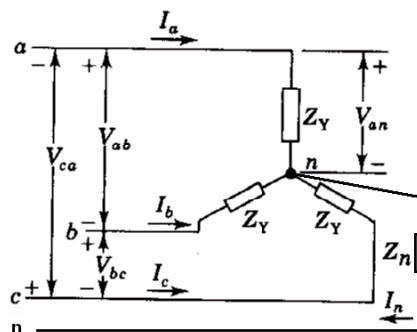 I_a
a
− + +
Z_Y V_an
V_ab
V_ca
n −
I_b Z_Y Z_Y
−
b
+
V_bc Z_n
I_c
c + −
I_n
n